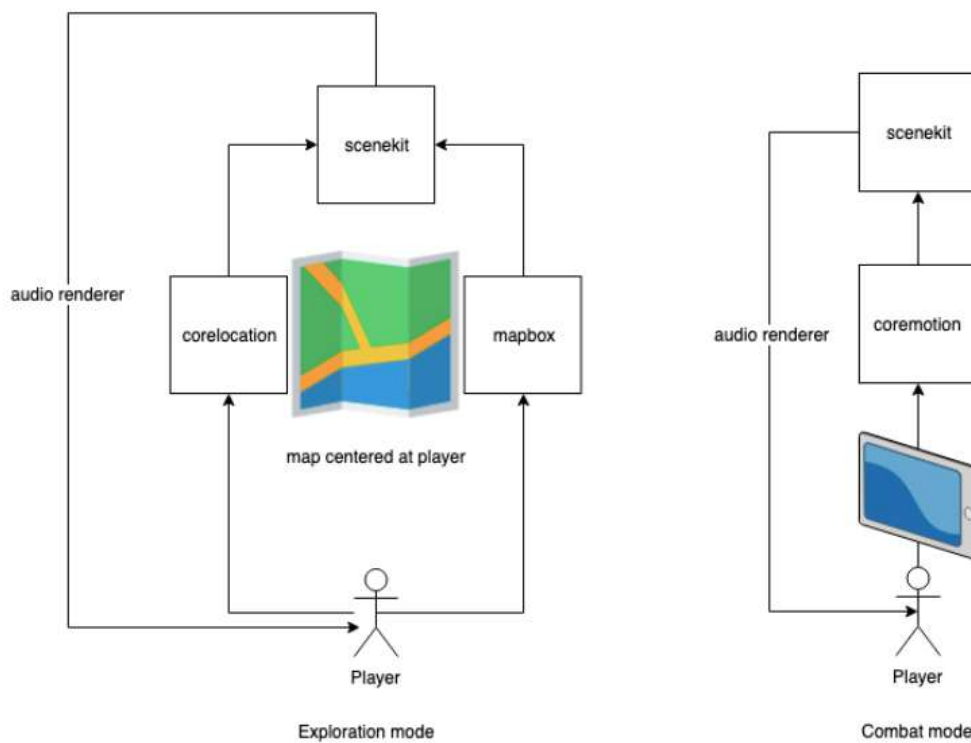 scenekit
audio renderer
corelocation
mapbox
map centered at player
Player
Exploration mode
scenekit
audio renderer
coremotion
Player
Combat mode